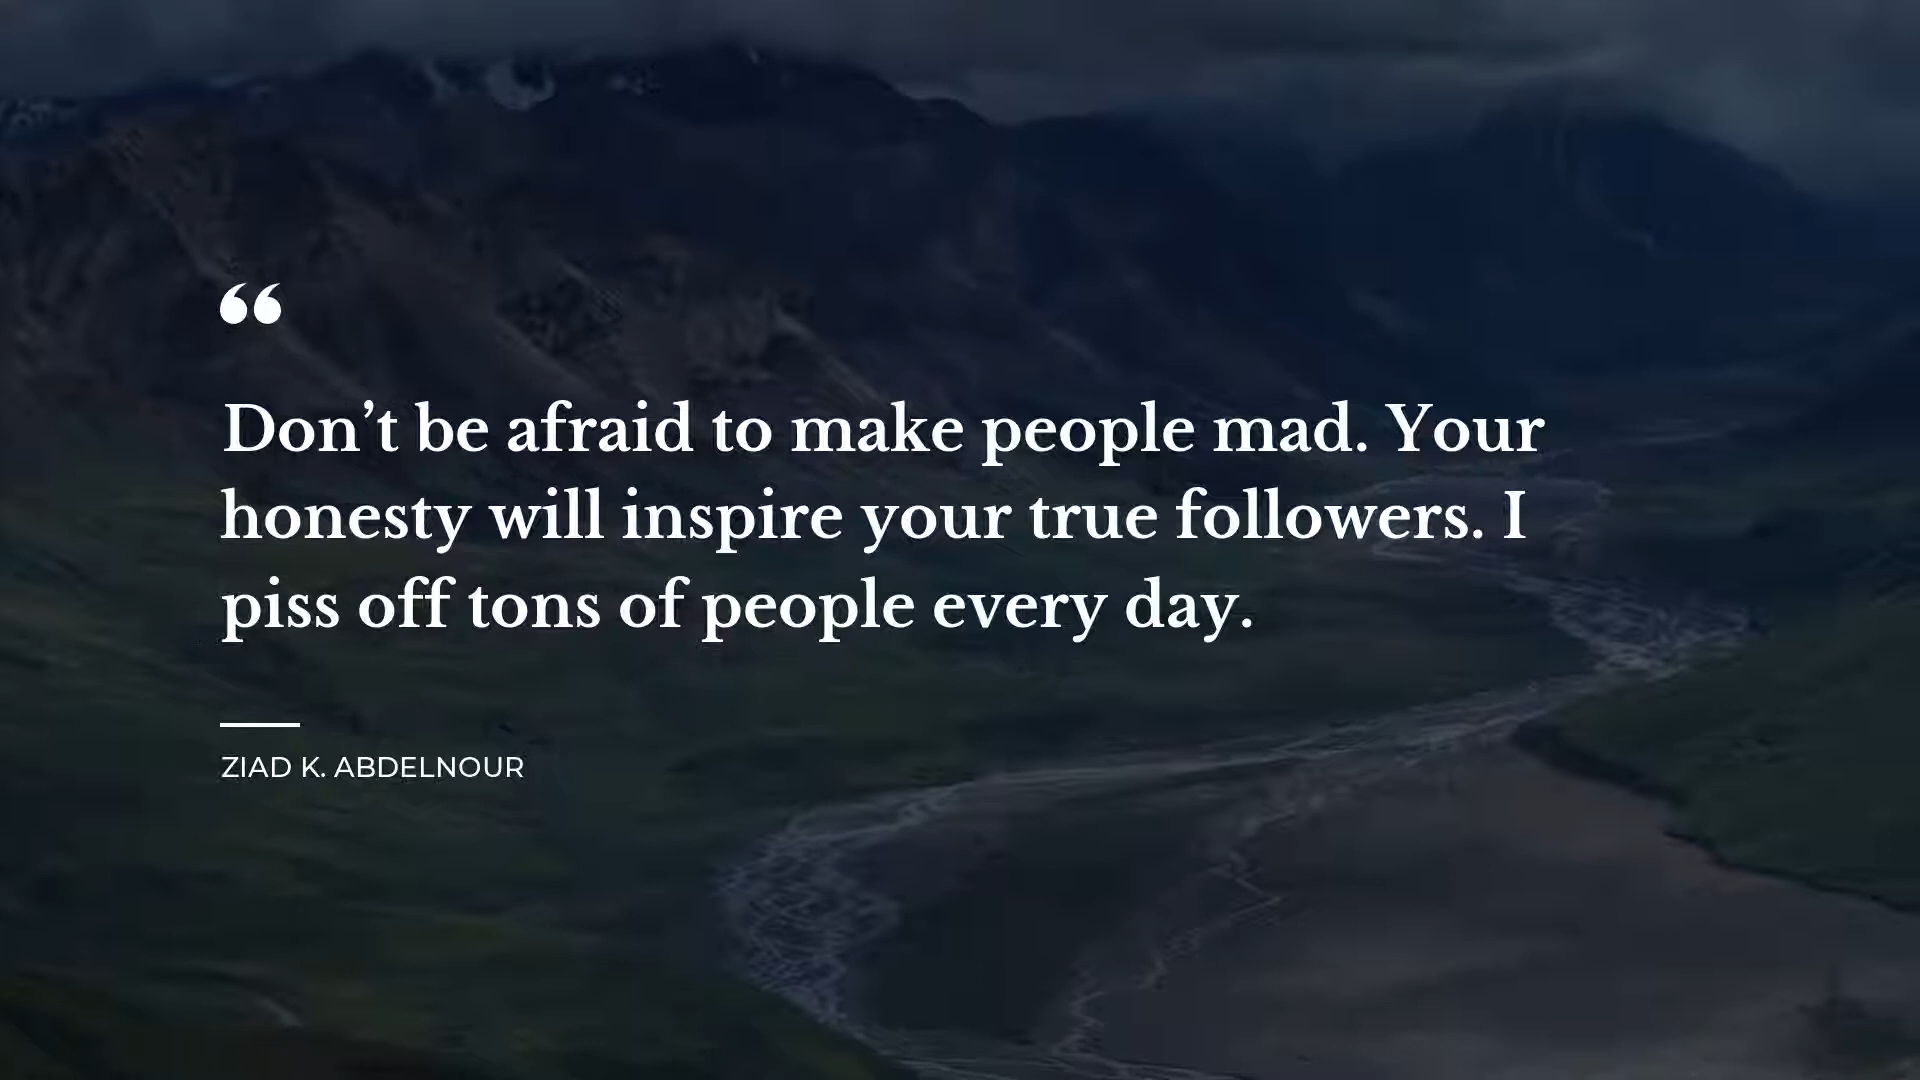 “
Don’t be afraid to make people mad. Your
honesty will inspire your true followers. I
piss off tons of people every day.
ZIAD K. ABDELNOUR